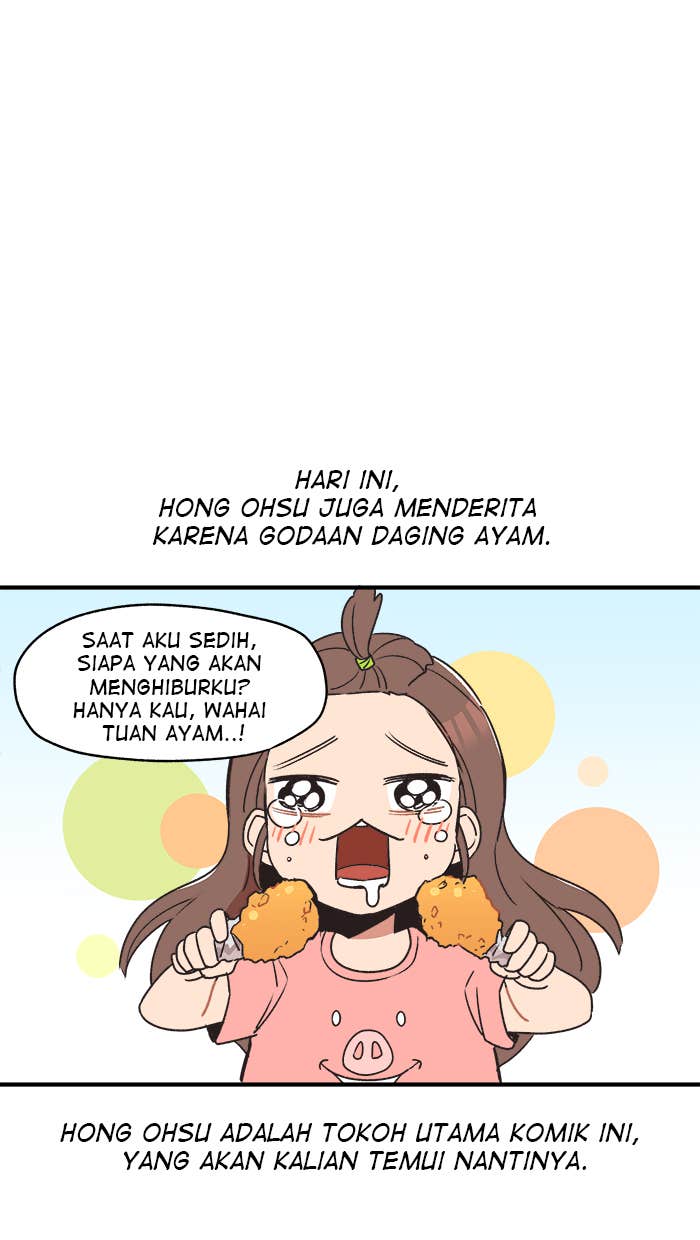 HARI INI,
HONG OHSU JUGA MENDERITA
KARENA GODAAN DAGING AYAM.
SAAT AKU SEDIH,
SIAPA YANG AKAN
MENGHIBURKU?
HANYA KAU, WAHAI
TUAN AYAM..!
HONG OHSU ADALAH TOKOH UTAMA KOMIK INI,
YANG AKAN KALIAN TEMUI NANTINYA.